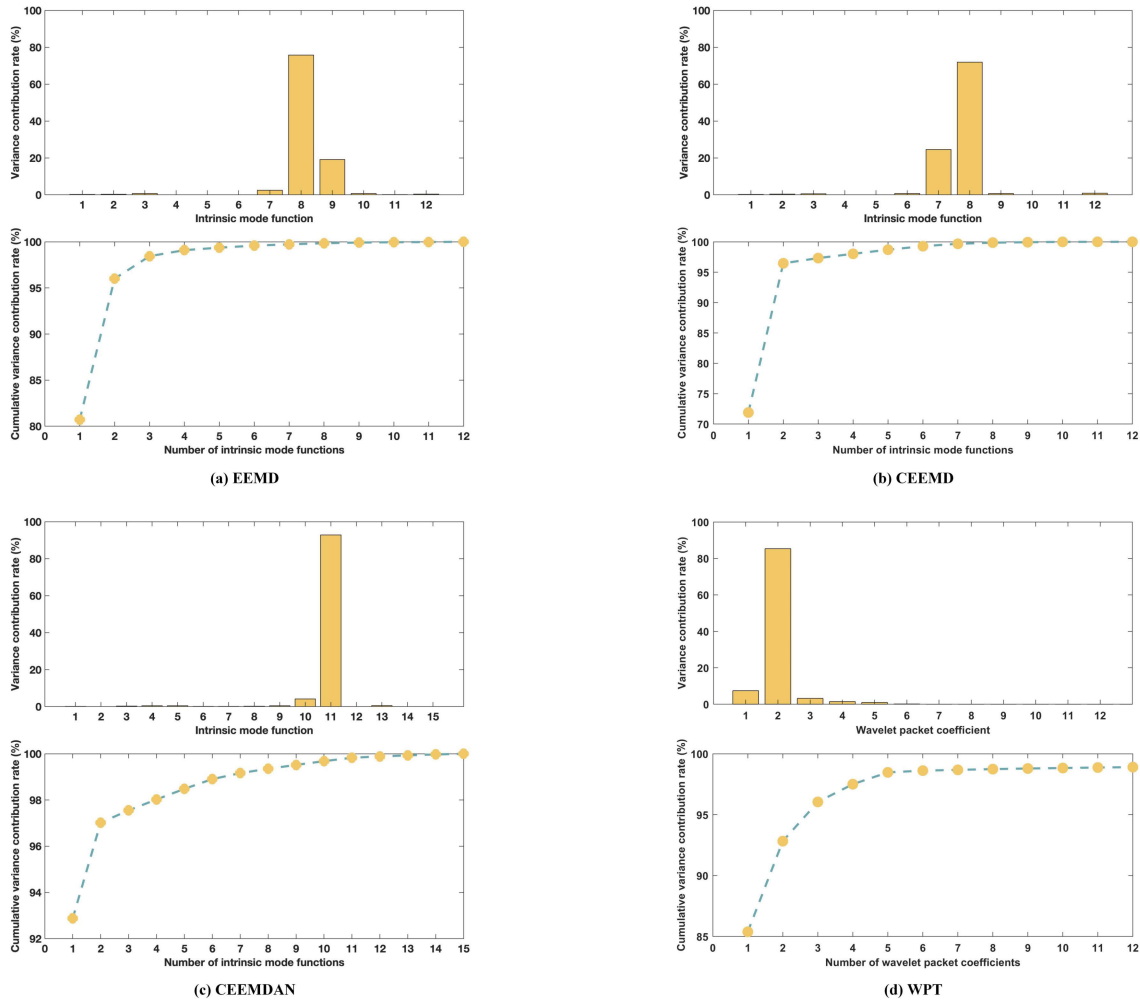 Variance contribution rate (%)
100
80
60
40
20
0
1 2 3 4 5 6 7 8 9 10 11 12
Intrinsic mode function
Cumulative variance contribution rate (%)
100
95
90
85
80
0 1 2 3 4 5 6 7 8 9 10 11 12
Number of intrinsic mode functions
(a) EEMD
Variance contribution rate (%)
100
80
60
40
20
0
1 2 3 4 5 6 7 8 9 10 11 12
Intrinsic mode function
Cumulative variance contribution rate (%)
100
95
90
85
80
75
70
0 1 2 3 4 5 6 7 8 9 10 11 12
Number of intrinsic mode functions
(b) CEEMD
Variance contribution rate (%)
100
80
60
40
20
0
1 2 3 4 5 6 7 8 9 10 11 12 13 14 15
Intrinsic mode function
Cumulative variance contribution rate (%)
100
98
96
94
92
0 1 2 3 4 5 6 7 8 9 10 11 12 13 14 15
Number of intrinsic mode functions
(c) CEEMDAN
Variance contribution rate (%)
100
80
60
40
20
0
1 2 3 4 5 6 7 8 9 10 11 12
Wavelet packet coefficient
Cumulative variance contribution rate (%)
100
95
90
85
0 1 2 3 4 5 6 7 8 9 10 11 12
Number of wavelet packet coefficients
(d) WPT